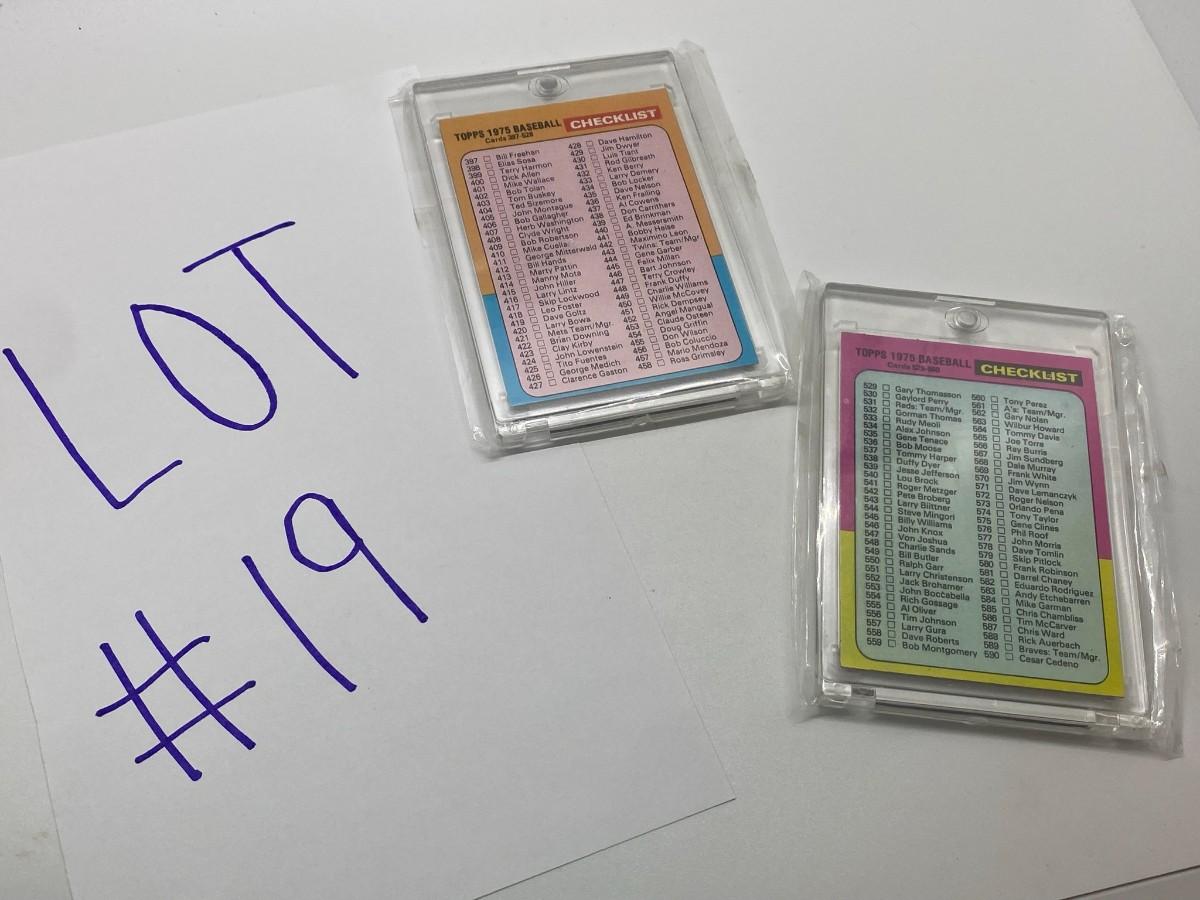 LOT
#19
TOPPS 1975 BASEBALL CHECKLIST
Cards 397-528
397 Bill Freehan
398 Elias Sosa
399 Terry Harmon
400 Dick Allen
401 Mike Wallace
402 Bob Tolan
403 Tom Buskey
404 Ted Sizemore
405 John Montague
406 Bob Gallagher
407 Herb Washington
408 Clyde Wright
409 Bob Robertson
410 Mike Cuellar
411 George Mitterwald
412 Bill Hands
413 Marty Pattin
414 Manny Mota
415 John Hiller
416 Larry Lintz
417 Skip Lockwood
418 Leo Foster
419 Dave Goltz
420 Larry Bowa
421 Mets Team/Mgr.
422 Brian Downing
423 Clay Kirby
424 John Lowenstein
425 Tito Fuentes
426 George Medich
427 Clarence Gaston
428 Dave Hamilton
429 Jim Dwyer
430 Luis Tiant
431 Rod Gilbreath
432 Ken Berry
433 Larry Demery
434 Bob Locker
435 Dave Nelson
436 Ken Frailing
437 Al Cowens
438 Don Carrithers
439 Ed Brinkman
440 A. Messersmith
441 Bobby Heise
442 Maximino Leon
443 Twins: Team/Mgr.
444 Gene Garber
445 Felix Millan
446 Bart Johnson
447 Terry Crowley
448 Frank Duffy
449 Charlie Williams
450 Willie McCovey
451 Rick Dempsey
452 Angel Mangual
453 Claude Osteen
454 Doug Griffin
455 Don Wilson
456 Bob Coluccio
457 Mario Mendoza
458 Ross Grimsley
TOPPS 1975 BASEBALL CHECKLIST
Cards
529 Gary Thomasson
530 Gaylord Perry
531 Reds: Team/Mgr.
532 Gorman Thomas
533 Rudy Meoli
534 Alex Johnson
535 Gene Tenace
536 Bob Moose
537 Tommy Harper
538 Duffy Dyer
539 Jesse Jefferson
540 Lou Brock
541 Roger Metzger
542 Pete Broberg
543 Larry Biittner
544 Steve Mingori
545 Billy Williams
546 John Knox
547 Von Joshua
548 Charlie Sands
549 Bill Butler
550 Ralph Garr
551 Larry Christenson
552 Jack Brohamer
553 John Boccabella
554 Rich Gossage
555 Al Oliver
556 Tim Johnson
557 Larry Gura
558 Dave Roberts
559 Bob Montgomery
560 Tony Perez
561 A's: Team/Mgr.
562 Gary Nolan
563 Wilbur Howard
564 Tommy Davis
565 Joe Torre
566 Ray Burris
567 Jim Sundberg
568 Dale Murray
569 Frank White
570 Jim Wynn
571 Dave Lemanczyk
572 Roger Nelson
573 Orlando Pena
574 Tony Taylor
575 Gene Clines
576 Phil Roof
577 John Morris
578 Dave Tomlin
579 Skip Pitlock
580 Frank Robinson
581 Darrel Chaney
582 Eduardo Rodriguez
583 Andy Etchebarren
584 Mike Garman
585 Chris Chambliss
586 Tim McCarver
587 Chris Ward
588 Rick Auerbach
589 Braves: Team/Mgr.
590 Cesar Cedeno